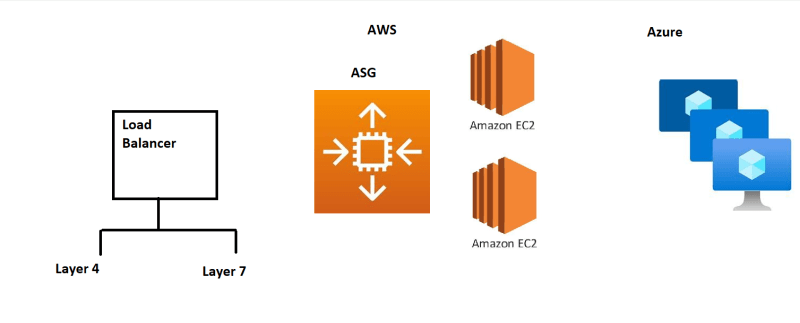 AWS
Azure
ASG
Load
Balancer
Amazon EC2
Amazon EC2
Layer 4
Layer 7